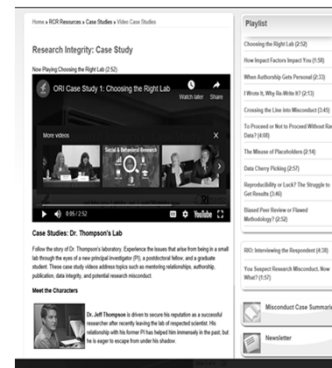 Home » RCR Resources » Case Studies » Video Case Studies
Research Integrity: Case Study
Now Playing Choosing the Right Lab (2:52)
ORI Case Study 1: Choosing the Right Lab
Watch later
Share
More videos
Social & Behavioral Research
0:05 / 2:52
YouTube
Case Studies: Dr. Thompson's Lab
Follow the story of Dr. Thompson's laboratory. Experience the issues that arise from being in a small
lab through the eyes of a new principal investigator (PI), a postdoctoral fellow, and a graduate
student. These case study videos address topics such as mentoring relationships, authorship,
publication, data integrity, and potential research misconduct.
Meet the Characters
Dr. Jeff Thompson is driven to secure his reputation as a successful
researcher after recently leaving the lab of respected scientist. His
relationship with his former PI has helped him immensely in the past, but
he is eager to escape from under his shadow.
Playlist
Choosing the Right Lab (2:52)
How Impact Factors Impact You (1:58)
When Authorship Gets Personal (2:33)
I Wrote It, Why Re-Write It? (2:13)
Crossing the Line into Misconduct (3:45)
To Proceed or Not to Proceed Without Raw
Data? (4:08)
The Misuse of Placeholders (2:14)
Data Cherry Picking (2:57)
Reproducibility or Luck? The Struggle to
Get Results (3:46)
Biased Peer Review or Flawed
Methodology? (2:52)
RIO: Interviewing the Respondent (4:38)
You Suspect Research Misconduct. Now
What? (1:57)
Misconduct Case Summaries
Newsletter